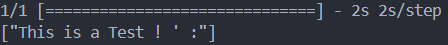 1/1 [==============================] - 2s 2s/step
["This is a Test ! ' :"]